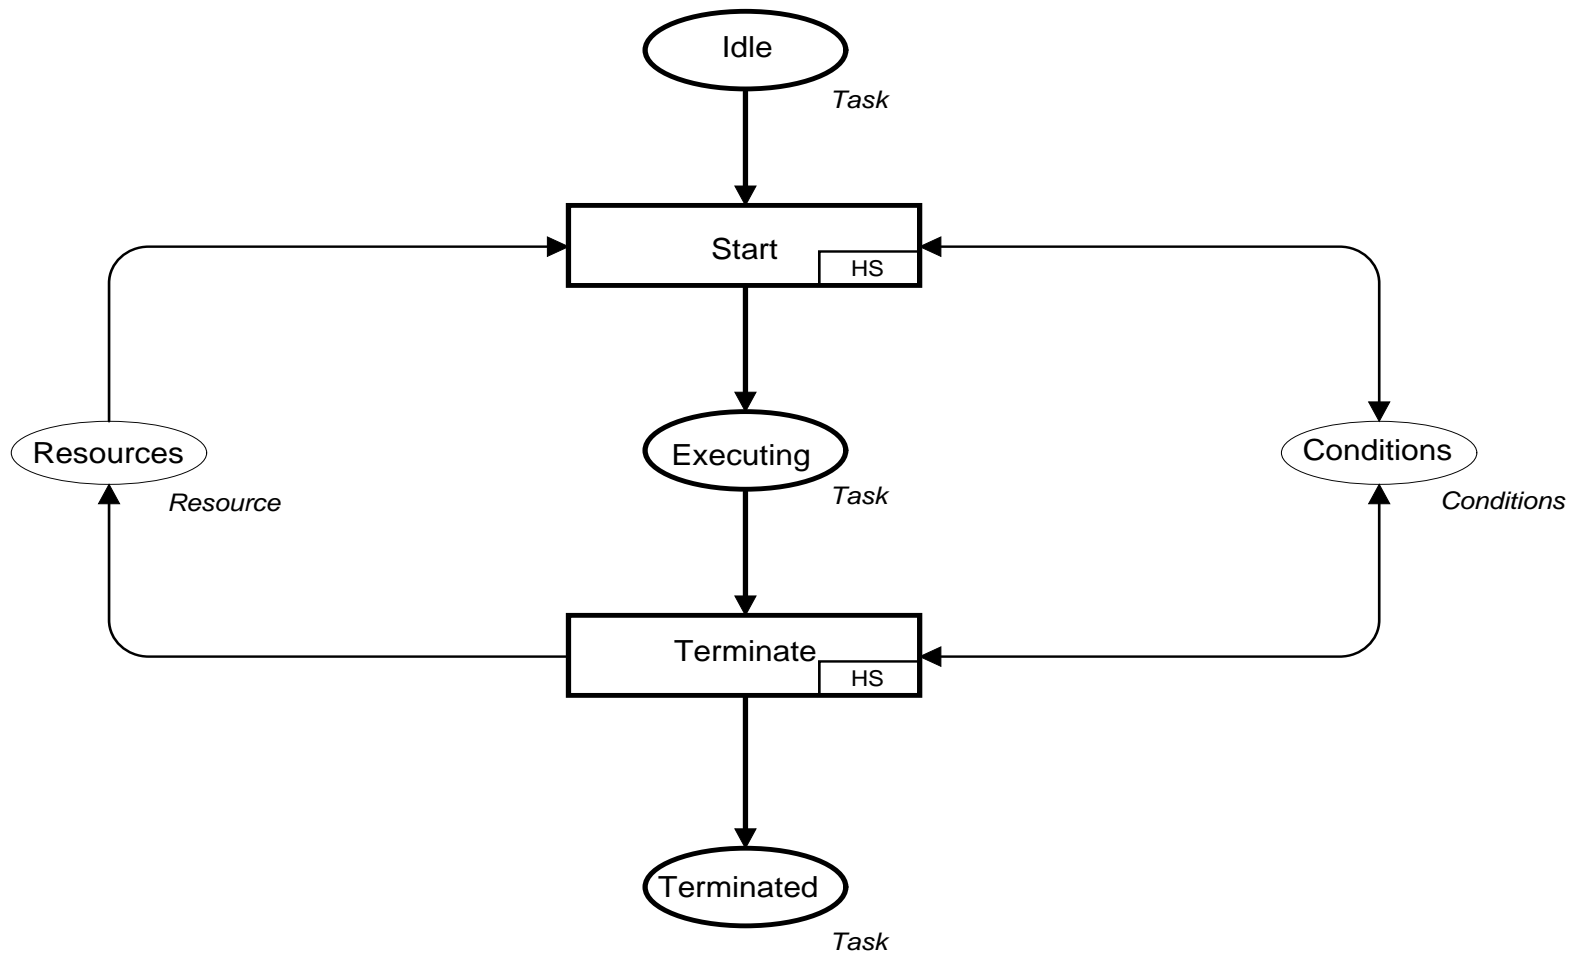 Idle
Task
Start
HS
Resources
Resource
Executing
Task
Conditions
Conditions
Terminate
HS
Terminated
Task